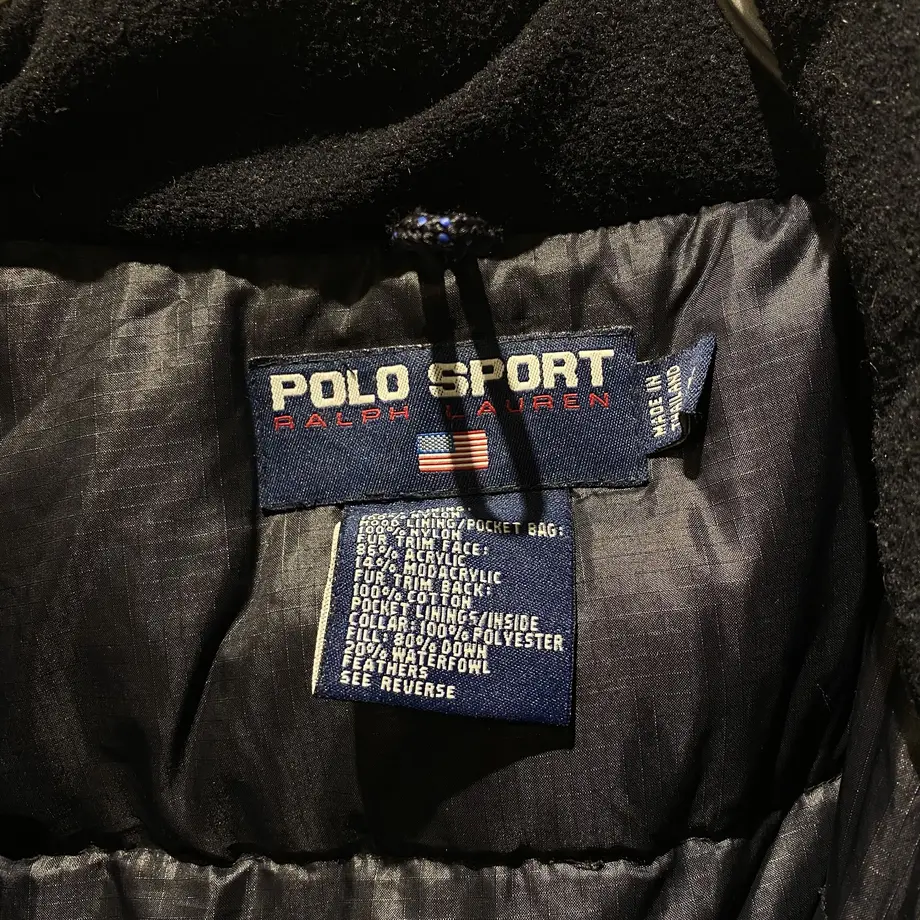 POLO SPORT
RALPH LAUREN
MADE IN
THAILAND
HOOD LINING/POCKET BAG:
100% NYLON
FUR TRIM FACE:
86% ACRYLIC
14% MODACRYLIC
FUR TRIM BACK:
100% COTTON
POCKET LININGS/INSIDE
COLLAR: 100% POLYESTER
FILL: 80% DOWN
20% WATERFOWL
FEATHERS
SEE REVERSE